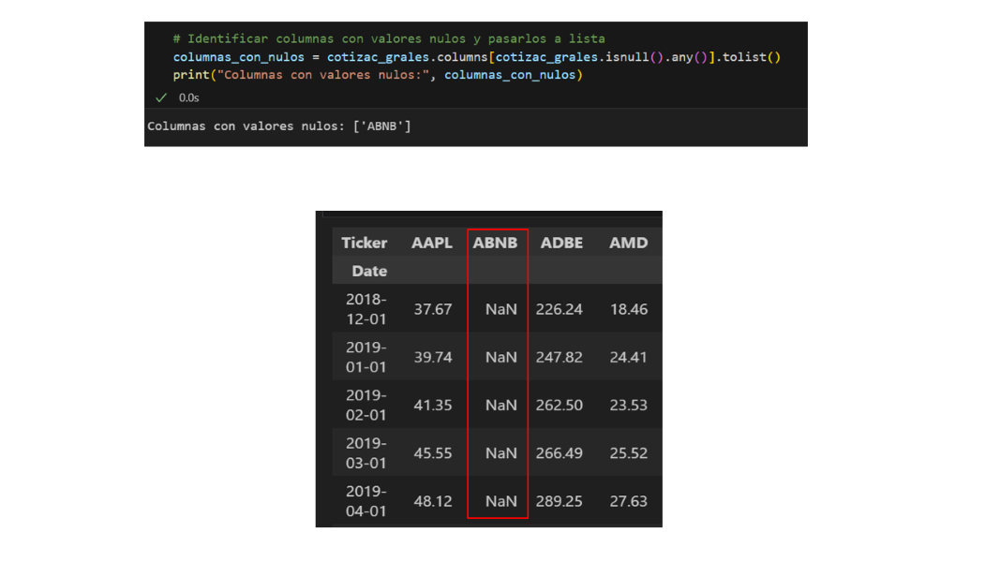 # Identificar columnas con valores nulos y pasarlos a lista
columnas_con_nulos = cotizac_grales.columns[cotizac_grales.isnull().any()].tolist()
print("Columnas con valores nulos:", columnas_con_nulos)
0.0s
Columnas con valores nulos: ['ABNB']
Ticker AAPL ABNB ADBE AMD
Date
2018-
12-01 37.67 NaN 226.24 18.46
2019-
01-01 39.74 NaN 247.82 24.41
2019-
02-01 41.35 NaN 262.50 23.53
2019-
03-01 45.55 NaN 266.49 25.52
2019-
04-01 48.12 NaN 289.25 27.63